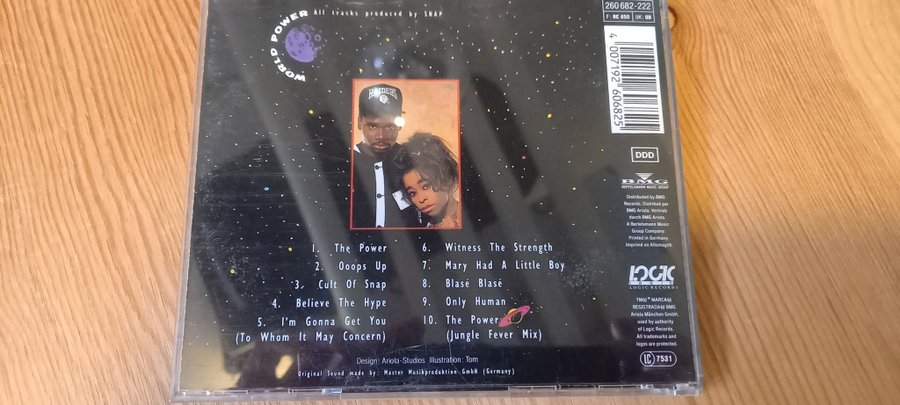 WORLD POWER
All tracks produced by SNAP
260 682-222
F: RC 650 UK: 09
4 007192 606825
DDD
BMG
BERTELSMANN MUSIC GROUP
Distributed by BMG
Records. Distribué par
BMG Ariola. Vertrieb
durch BMG Ariola.
A Bertelsmann Music
Group Company.
Printed in Germany.
Imprimé en Allemagne.
LOGIC
LOGIC RECORDS
TM(s)® MARCA(s)
REGISTRADA(s) BMG
Ariola München GmbH,
used by authority
of Logic Records.
All trademarks and
logos are protected.
LC 7531
1. The Power
2. Ooops Up
3. Cult Of Snap
4. Believe The Hype
5. I'm Gonna Get You
(To Whom It May Concern)
6. Witness The Strength
7. Mary Had A Little Boy
8. Blasé Blasé
9. Only Human
10. The Power
(Jungle Fever Mix)
Design: Ariola-Studios Illustration: Tom
Original Sound made by: Master Musikproduktion GmbH (Germany)